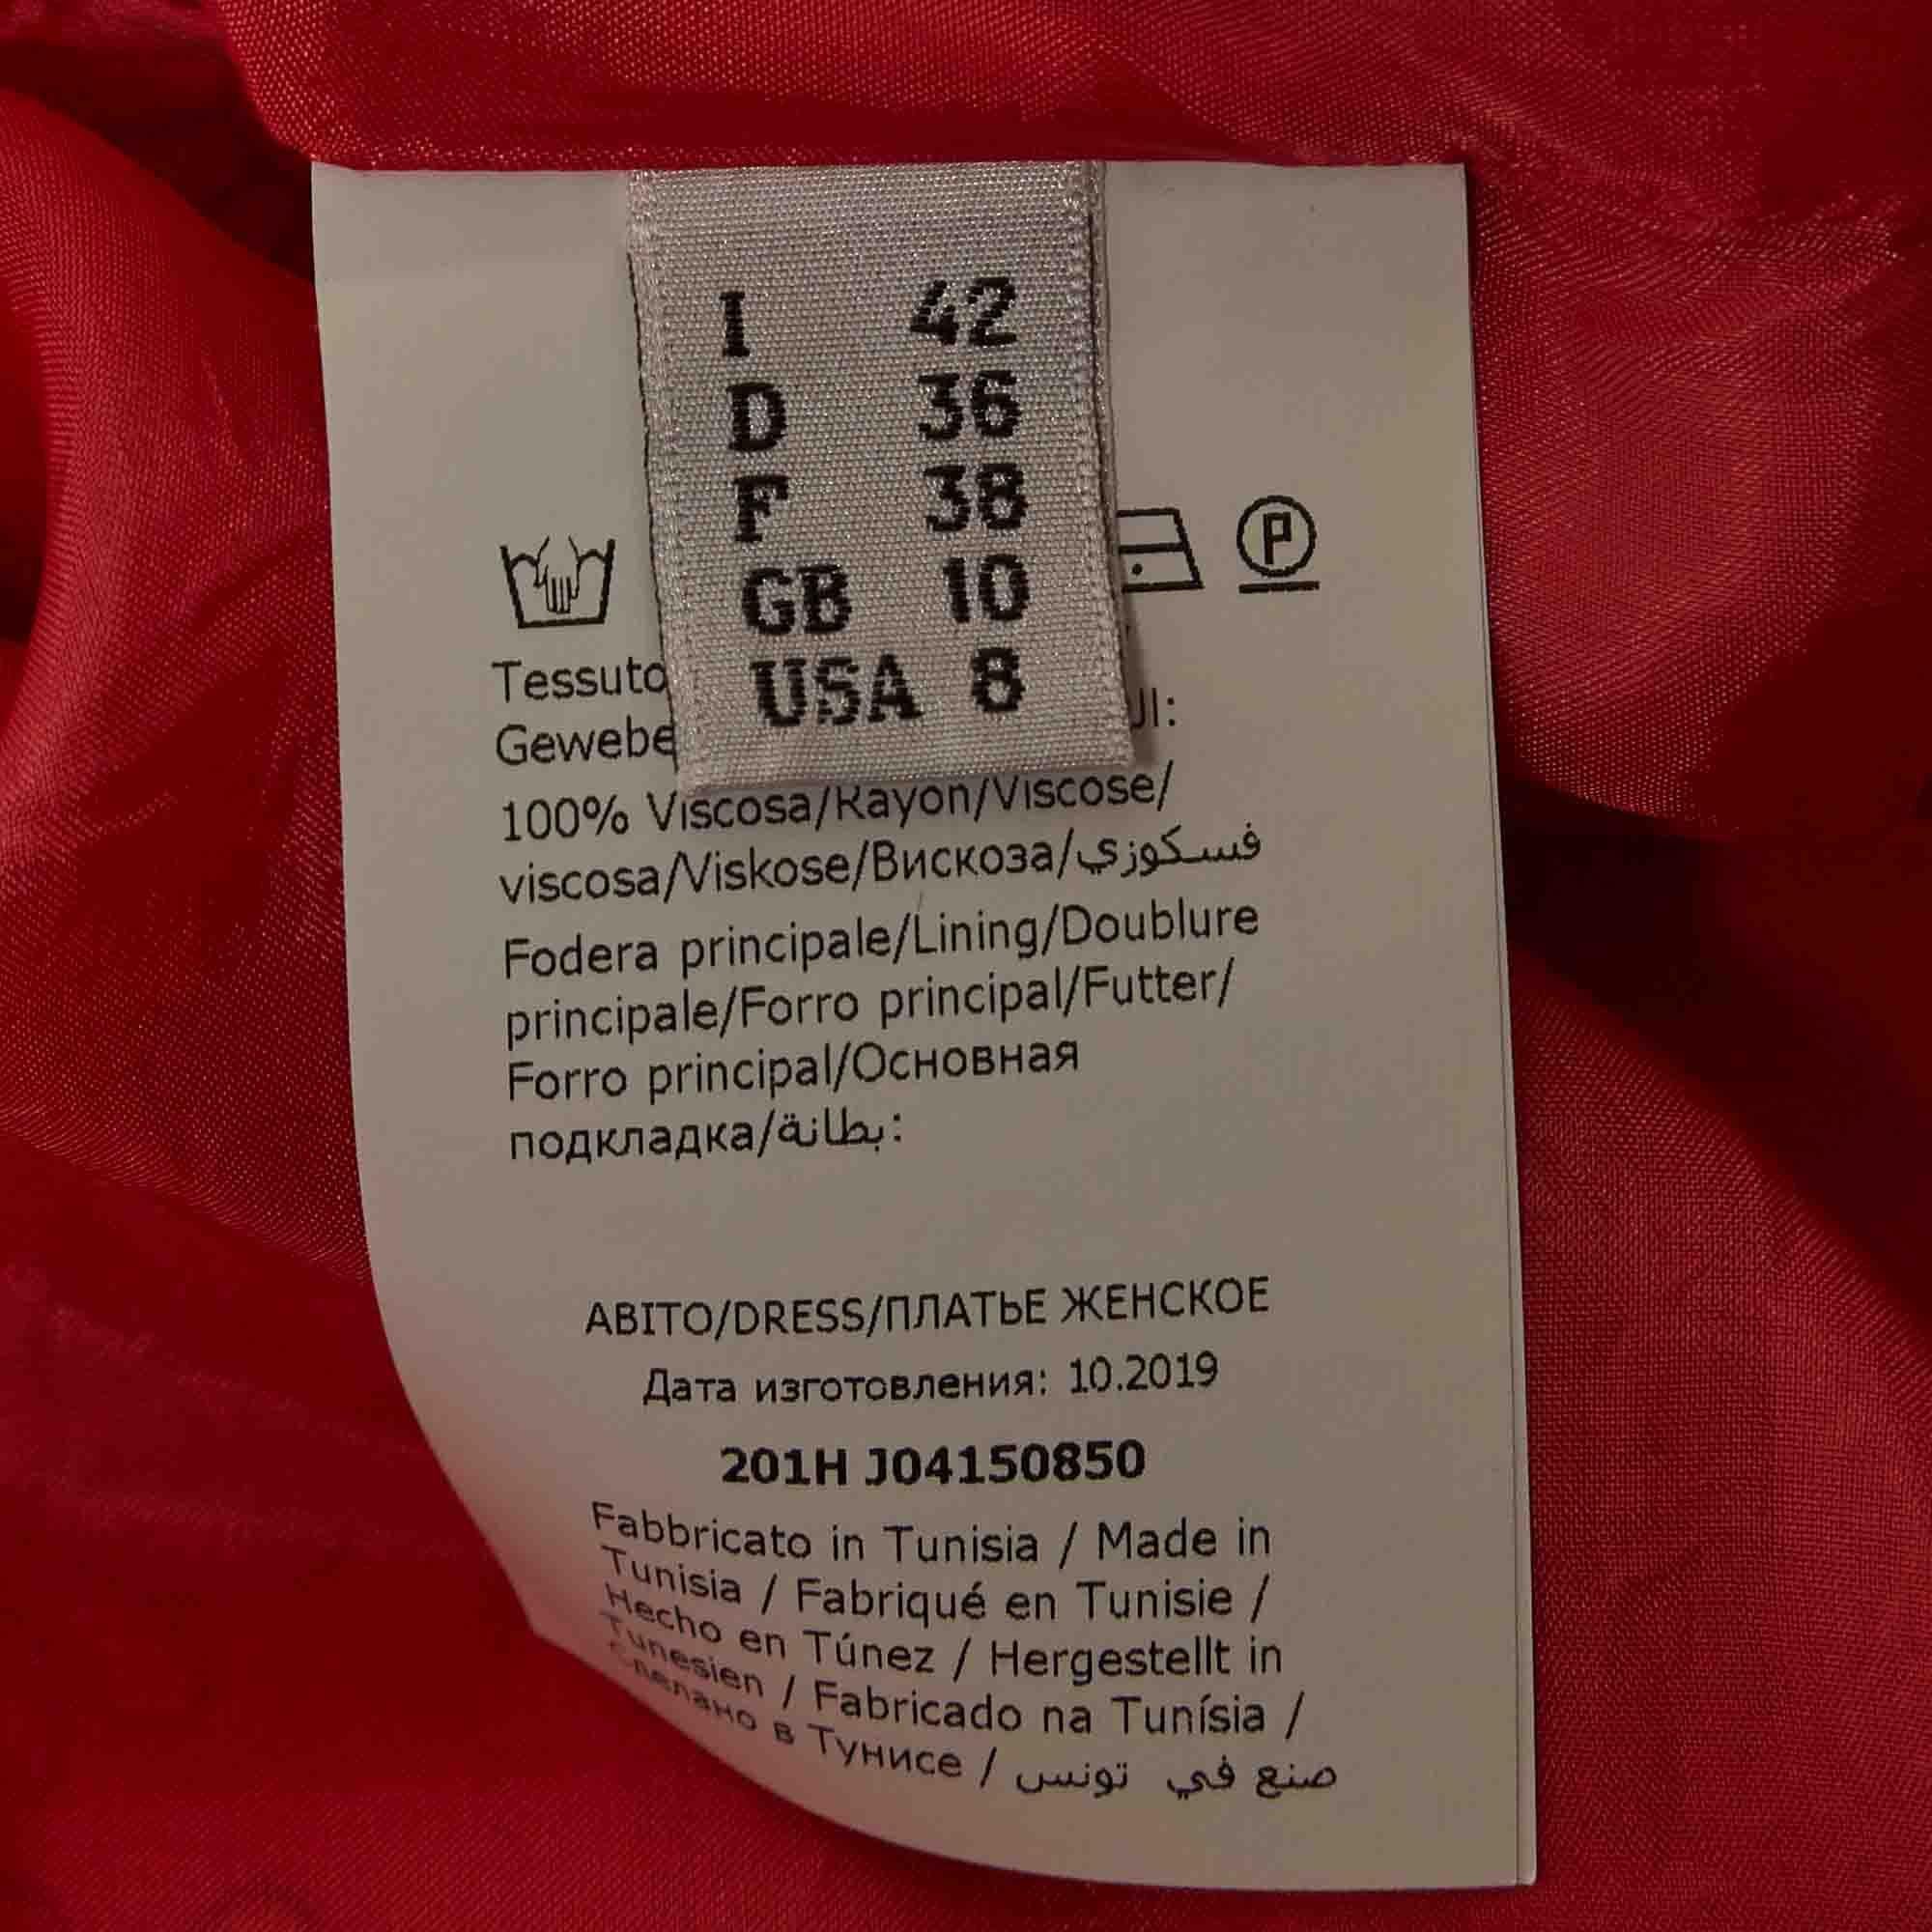 I 42
D 36
F 38
GB 10
USA 8
P
Tessuto
Gewebe
100% Viscosa/Rayon/Viscose/
viscosa/Viskose/Вискоза/فسكوزي
Fodera principale/Lining/Doublure
principale/Forro principal/Futter/
Forro principal/Основная
подкладка/بطانة:
ABITO/DRESS/ПЛАТЬЕ ЖЕНСКОЕ
Дата изготовления: 10.2019
201H J04150850
Fabbricato in Tunisia / Made in
Tunisia / Fabriqué en Tunisie /
Hecho en Túnez / Hergestellt in
Tunesien / Fabricado na Tunísia /
Сделано в Тунисе / صنع في تونس